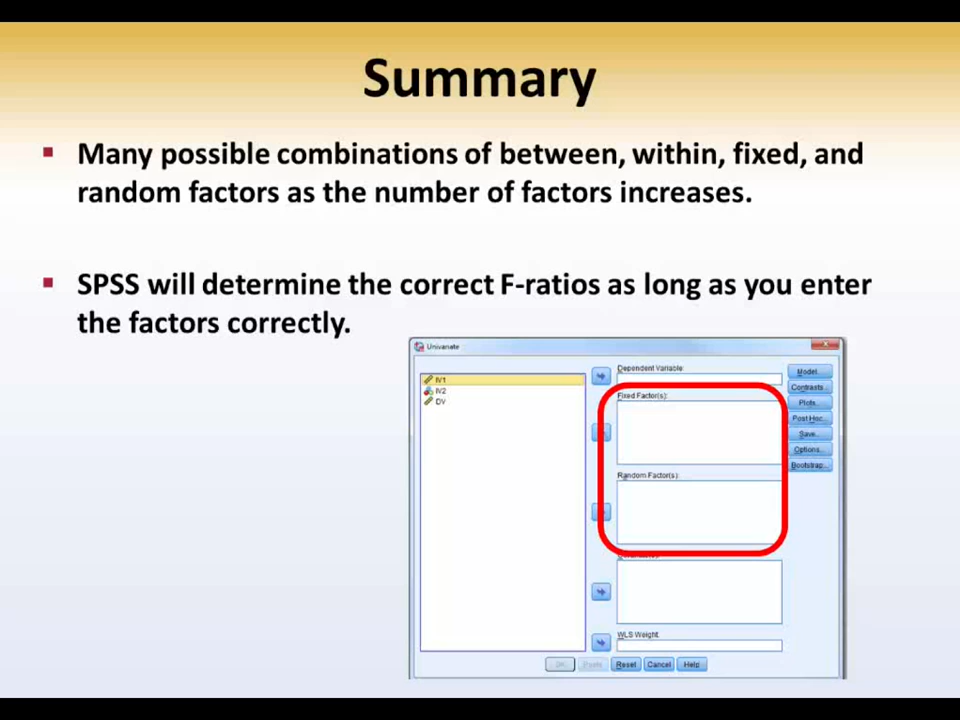 Summary
Many possible combinations of between, within, fixed, and
random factors as the number of factors increases.
SPSS will determine the correct F-ratios as long as you enter
the factors correctly.
Univariate
IV1
IV2
DV
Dependent Variable:
Fixed Factor(s):
Random Factor(s):
WLS Weight:
Model...
Contrasts...
Plots...
Post Hoc...
Save...
Options...
Bootstrap...
OK
Paste
Reset
Cancel
Help